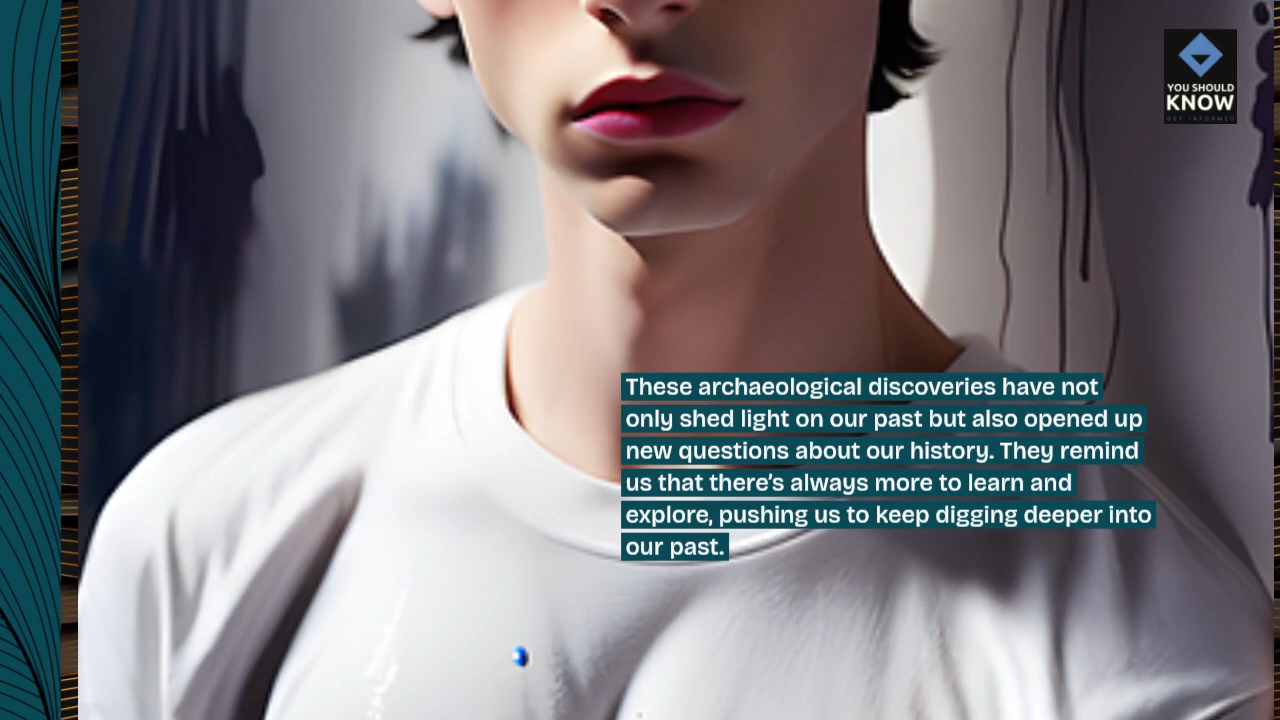 YOU SHOULD
KNOW
GET INFORMED
These archaeological discoveries have not
only shed light on our past but also opened up
new questions about our history. They remind
us that there’s always more to learn and
explore, pushing us to keep digging deeper into
our past.